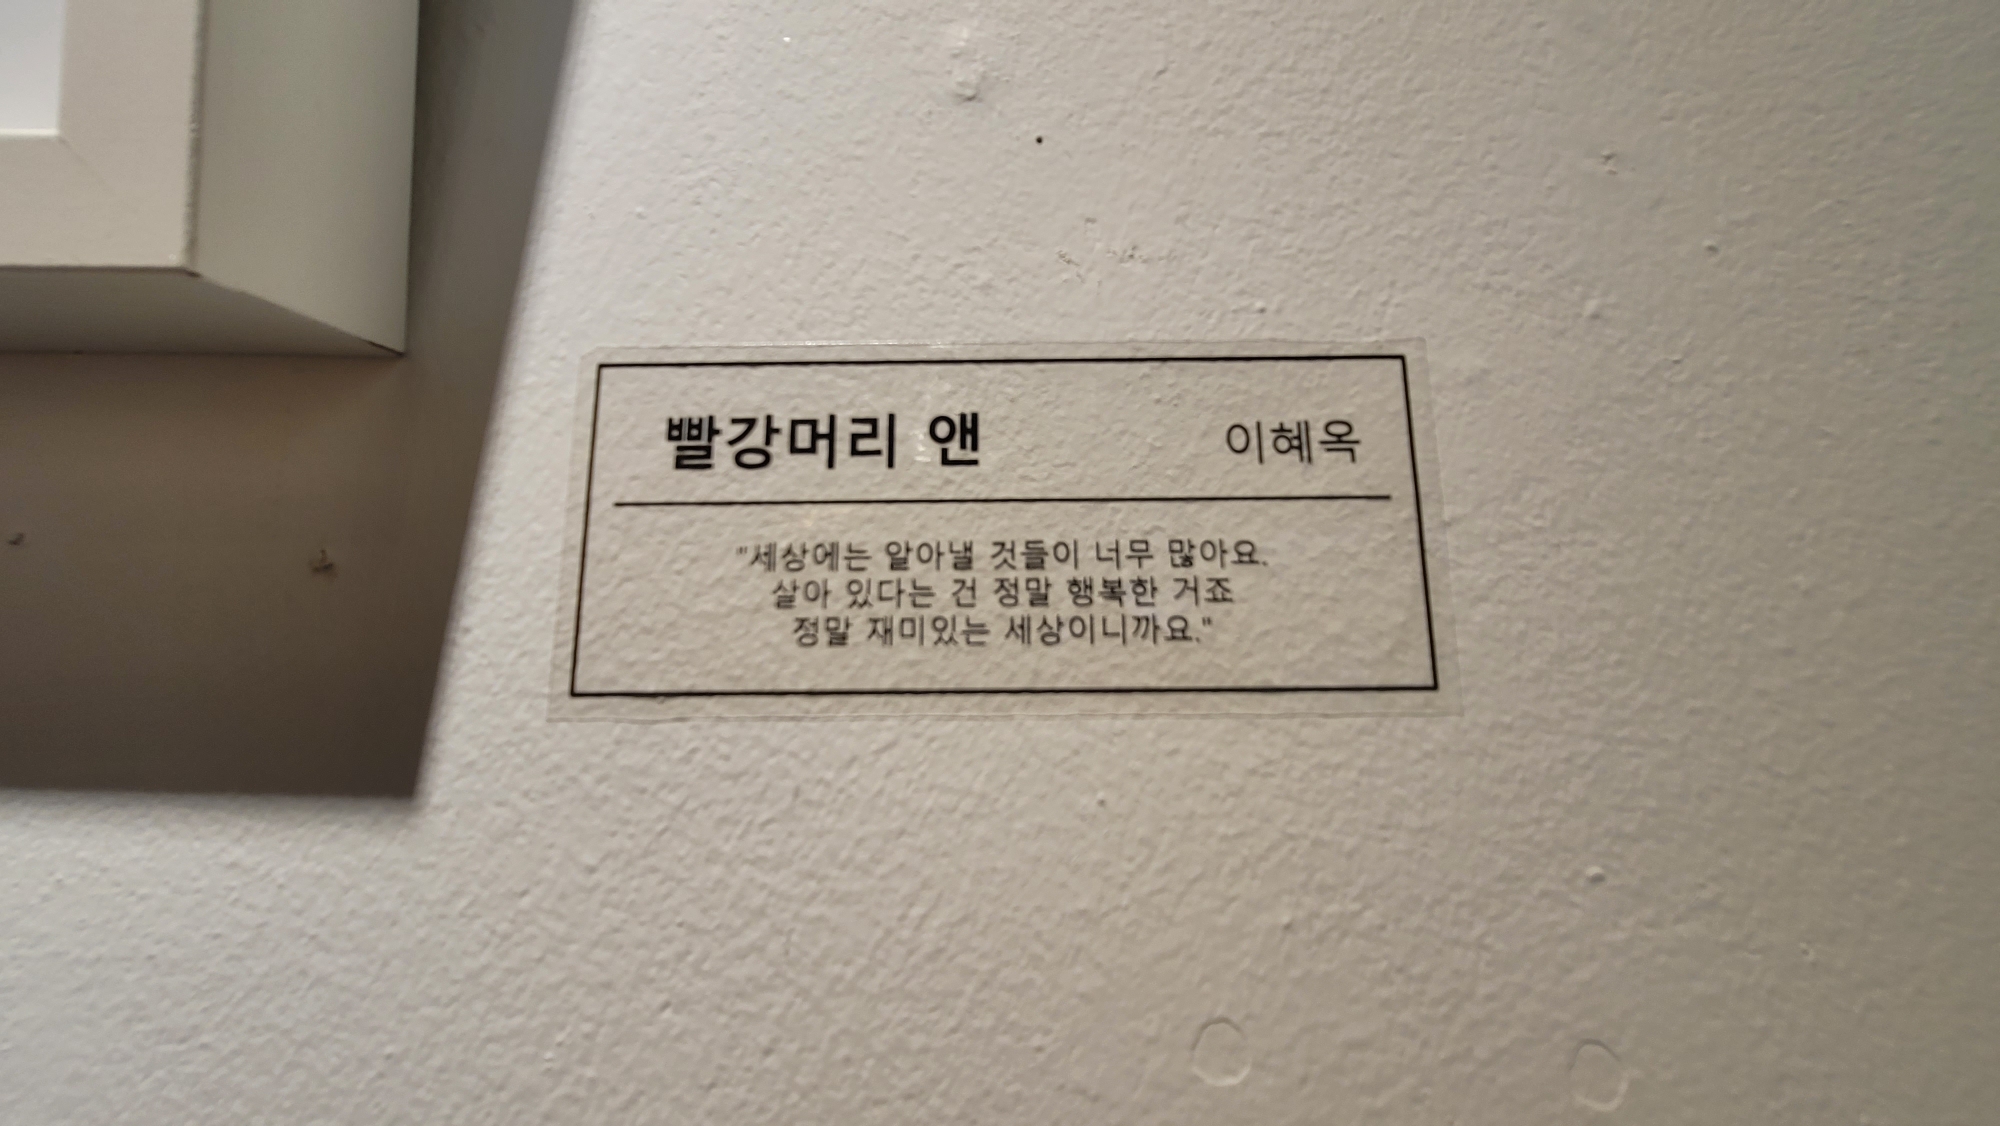 빨강머리 앤 이혜옥
"세상에는 알아낼 것들이 너무 많아요.
살아 있다는 건 정말 행복한 거죠
정말 재미있는 세상이니까요."